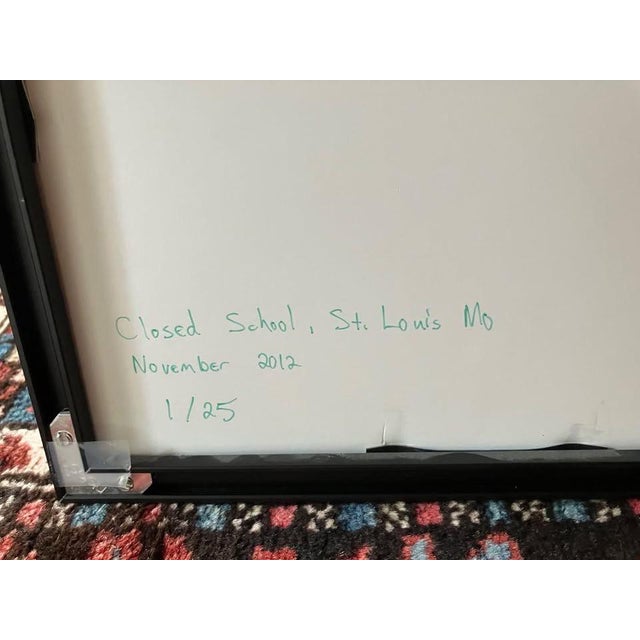 Closed School, St. Louis Mo
November 2012
1/25